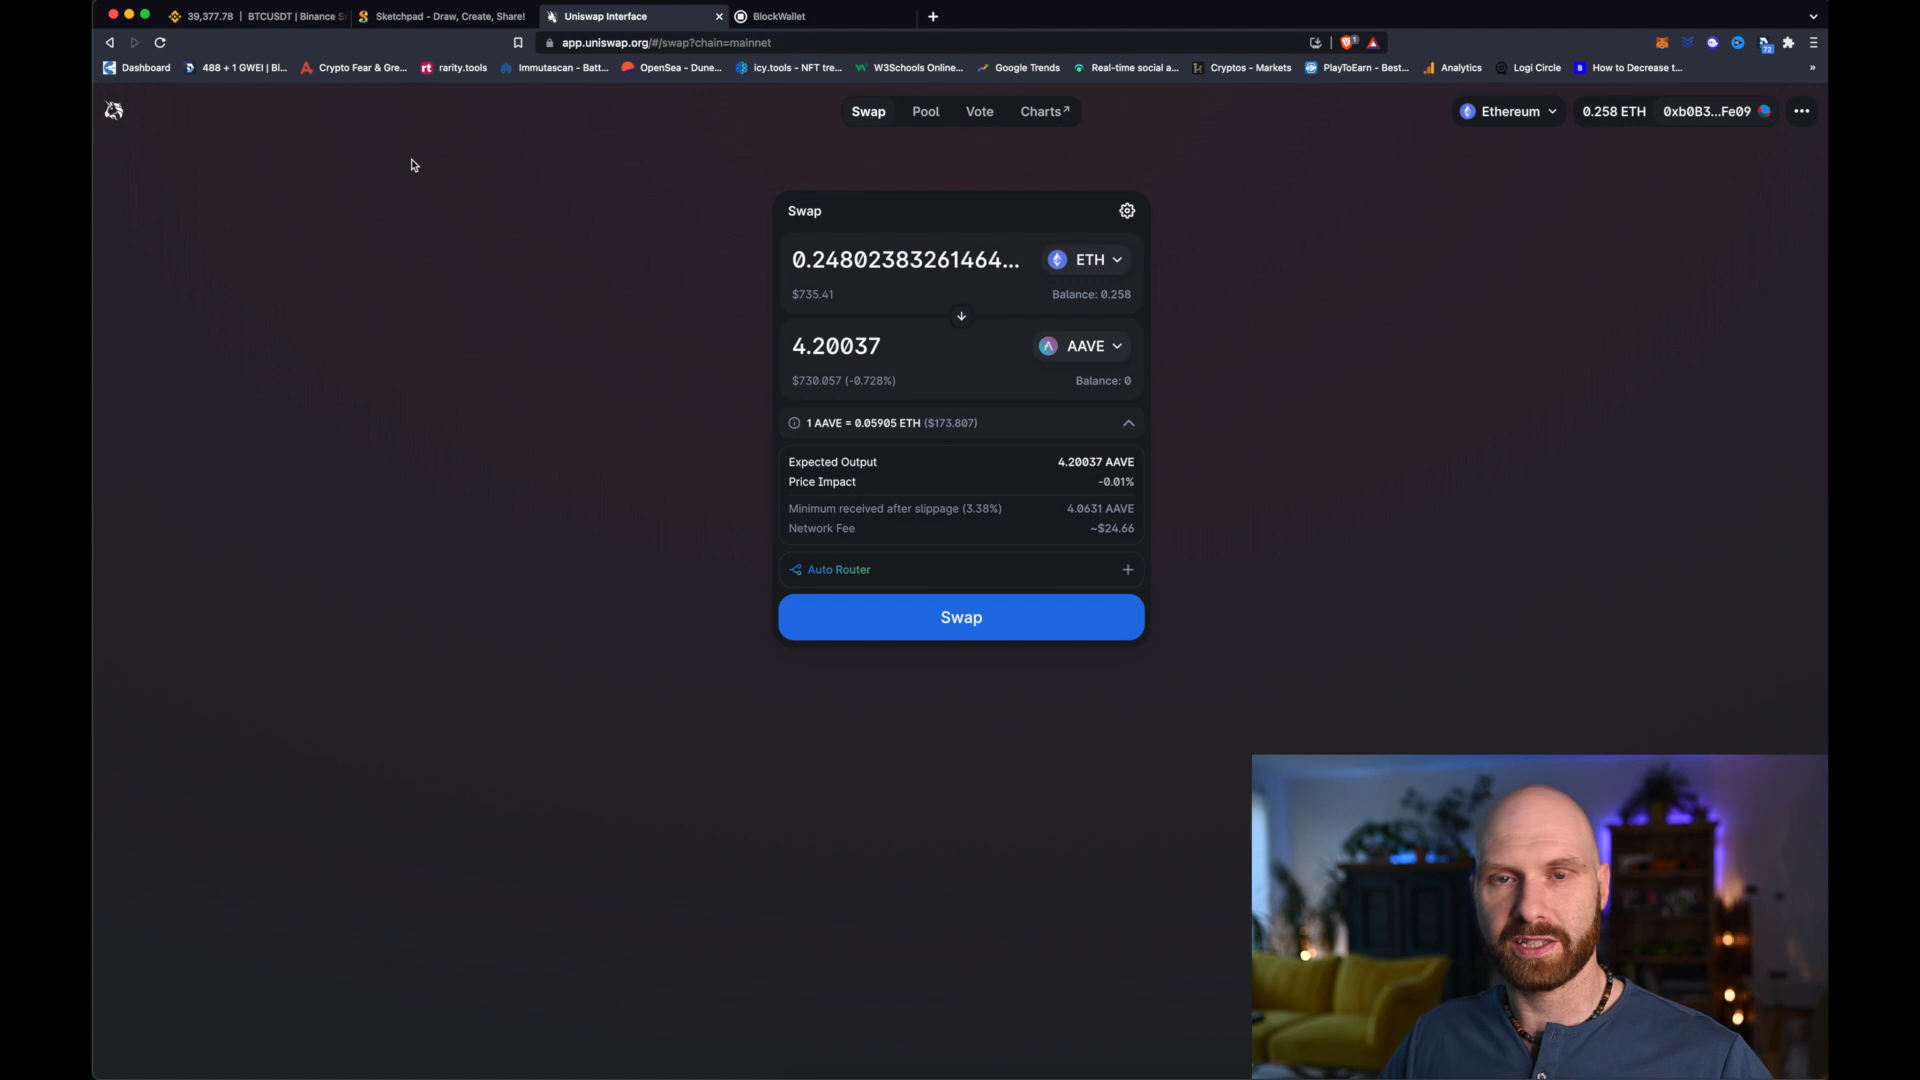 39,377.78 | BTCUSDT | Binance S
Sketchpad - Draw, Create, Share!
Uniswap Interface
BlockWallet
app.uniswap.org/#/swap?chain=mainnet
1
72
Dashboard
488 + 1 GWEI | Bl...
Crypto Fear & Gre...
rt rarity.tools
Immutascan - Batt...
OpenSea - Dune...
icy.tools - NFT tre...
W3Schools Online...
Google Trends
Real-time social a...
Cryptos - Markets
PlayToEarn - Best...
Analytics
Logi Circle
B How to Decrease t...
Swap Pool Vote Charts↗
Ethereum
0.258 ETH 0xb0B3...Fe09
Swap
0.24802383261464... ETH
$735.41 Balance: 0.258
4.20037 AAVE
$730.057 (-0.728%) Balance: 0
1 AAVE = 0.05905 ETH ($173.807)
Expected Output 4.20037 AAVE
Price Impact -0.01%
Minimum received after slippage (3.38%) 4.0631 AAVE
Network Fee ~$24.66
Auto Router
Swap